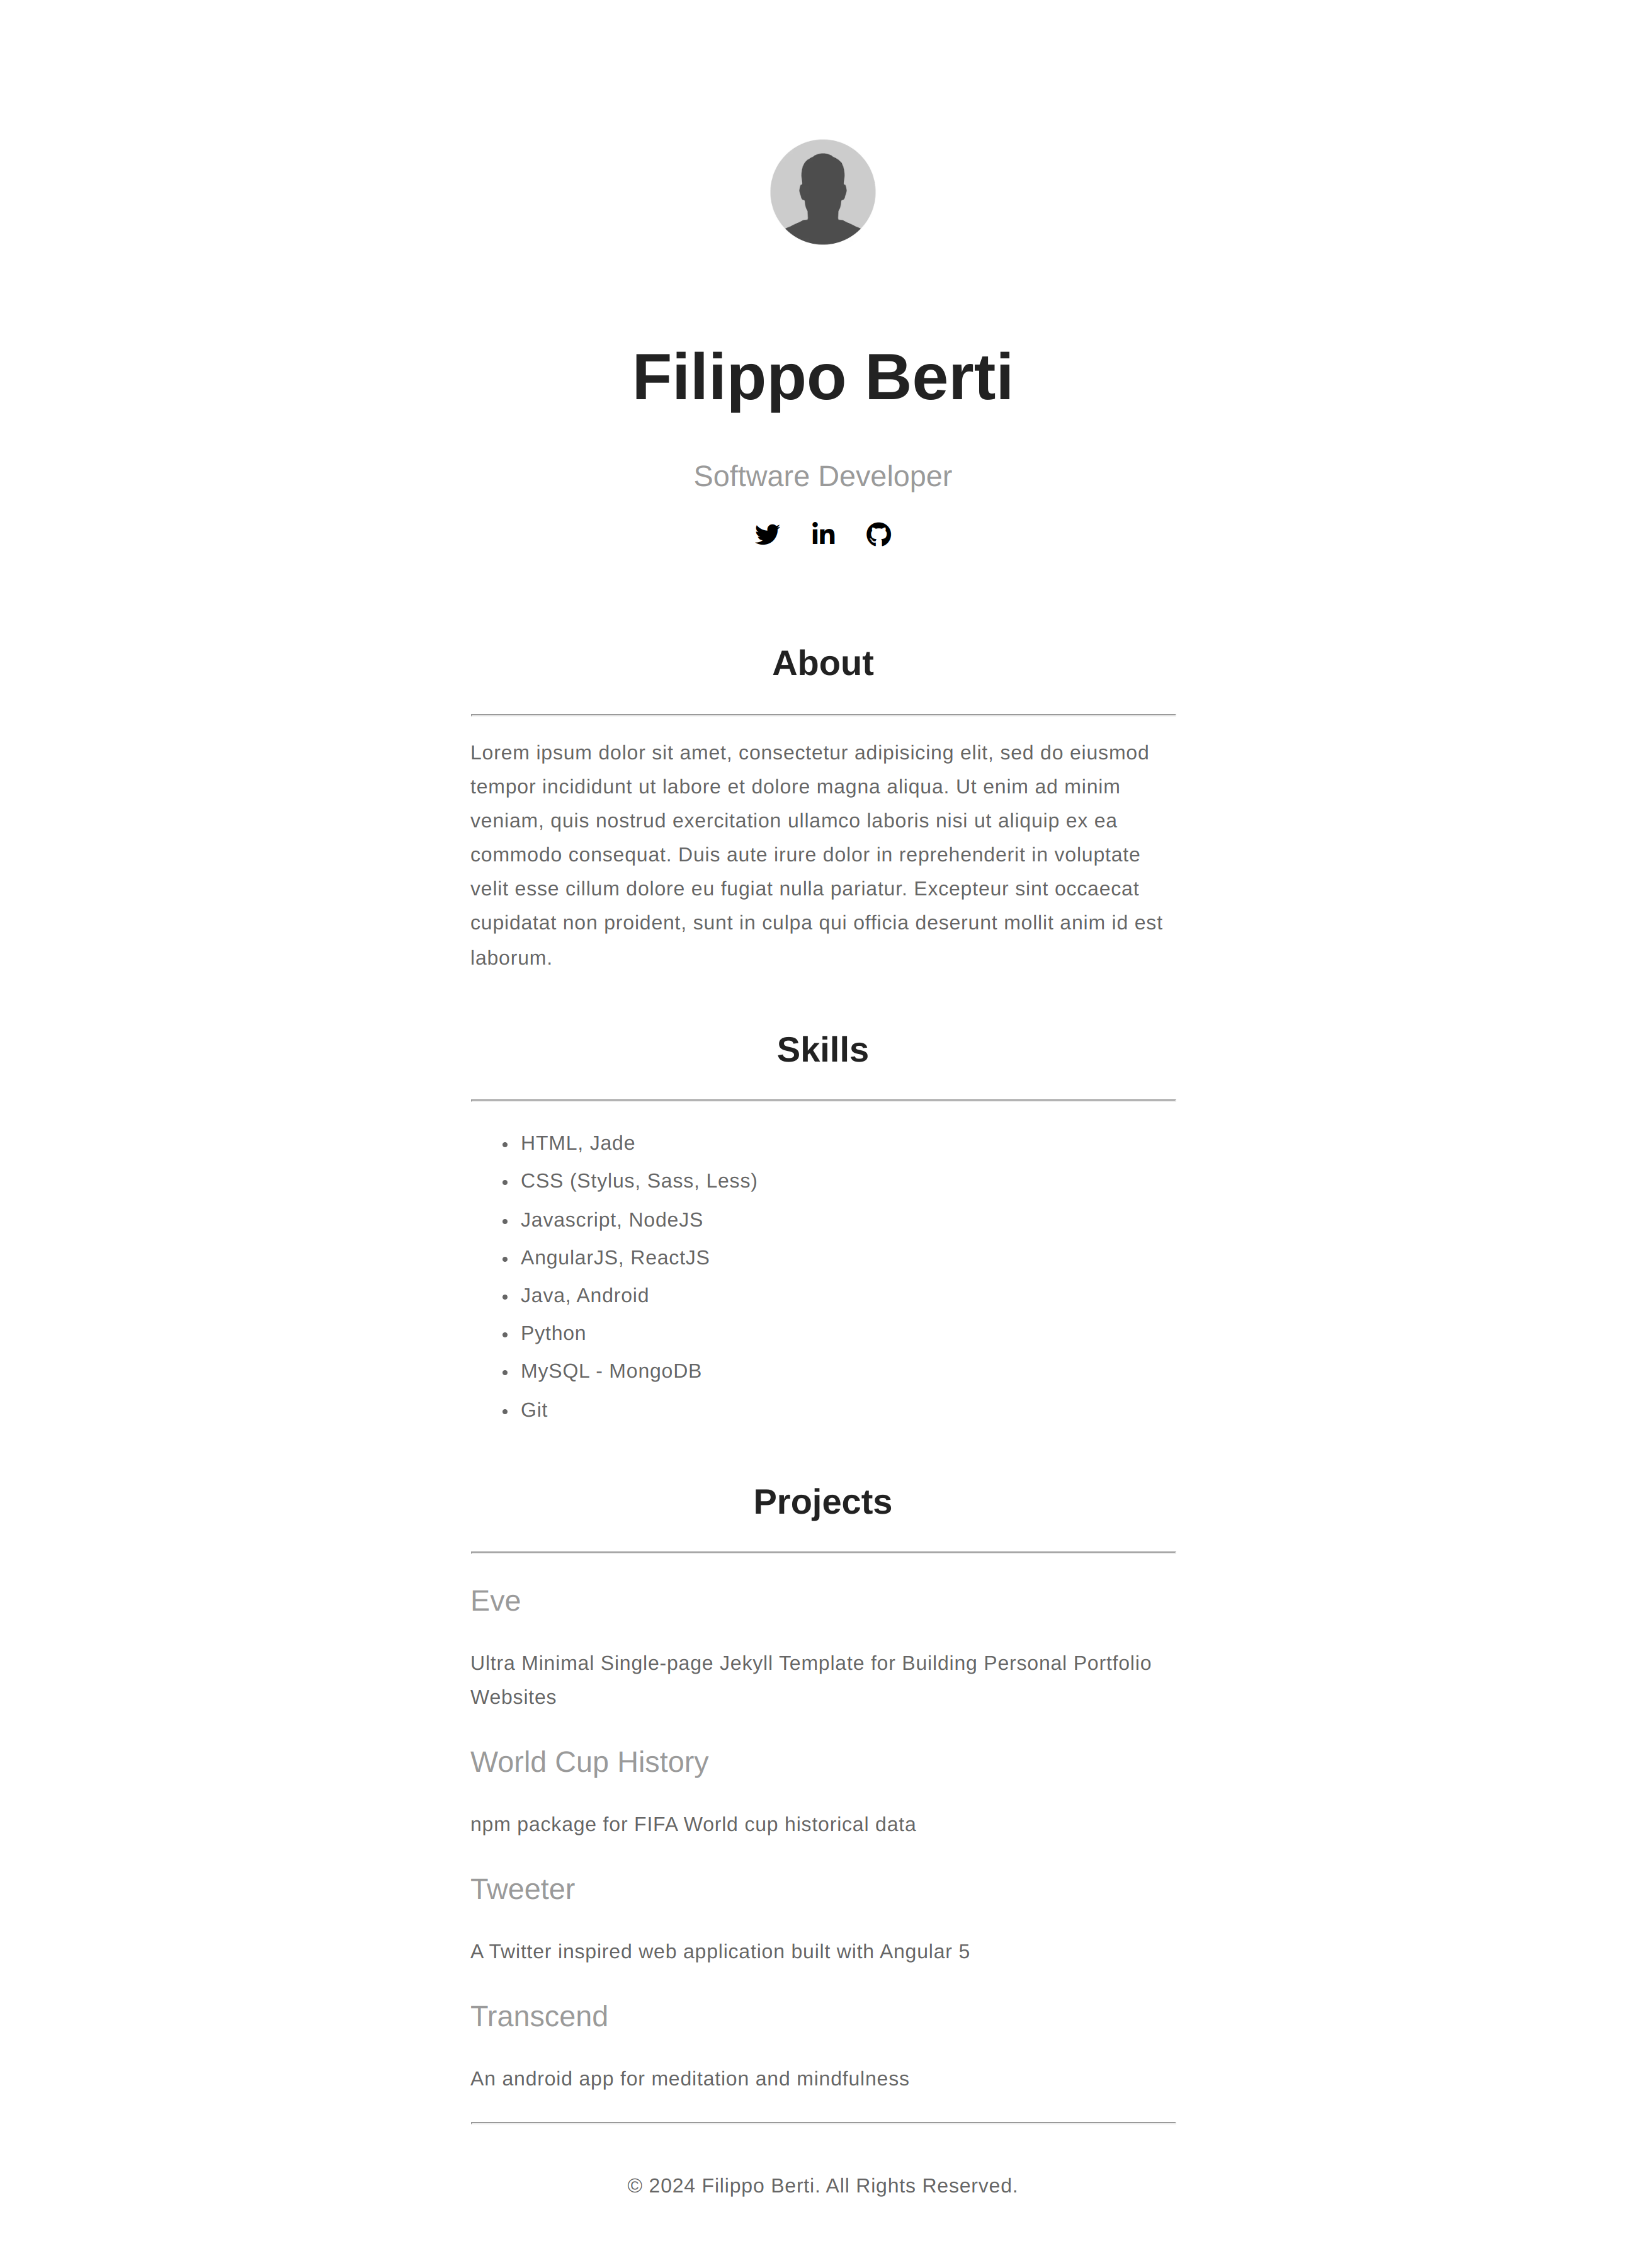 Filippo Berti
Software Developer
About
Lorem ipsum dolor sit amet, consectetur adipisicing elit, sed do eiusmod
tempor incididunt ut labore et dolore magna aliqua. Ut enim ad minim
veniam, quis nostrud exercitation ullamco laboris nisi ut aliquip ex ea
commodo consequat. Duis aute irure dolor in reprehenderit in voluptate
velit esse cillum dolore eu fugiat nulla pariatur. Excepteur sint occaecat
cupidatat non proident, sunt in culpa qui officia deserunt mollit anim id est
laborum.
Skills
• HTML, Jade
• CSS (Stylus, Sass, Less)
• Javascript, NodeJS
• AngularJS, ReactJS
• Java, Android
• Python
• MySQL - MongoDB
• Git
Projects
Eve
Ultra Minimal Single-page Jekyll Template for Building Personal Portfolio
Websites
World Cup History
npm package for FIFA World cup historical data
Tweeter
A Twitter inspired web application built with Angular 5
Transcend
An android app for meditation and mindfulness
© 2024 Filippo Berti. All Rights Reserved.